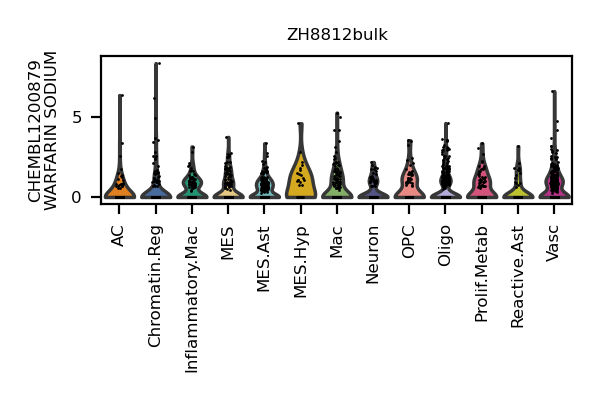 ZH8812bulk
CHEMBL1200879
WARFARIN SODIUM
5
0
AC
Chromatin.Reg
Inflammatory.Mac
MES
MES.Ast
MES.Hyp
Mac
Neuron
OPC
Oligo
Prolif.Metab
Reactive.Ast
Vasc